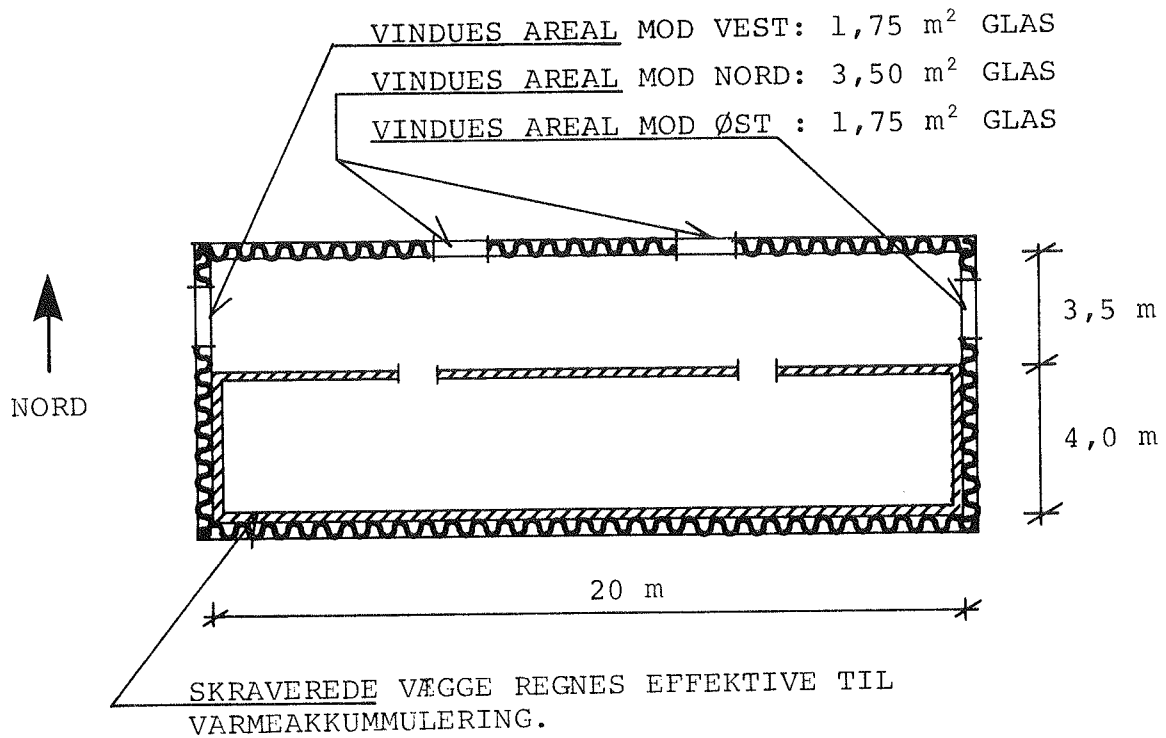 VINDUES AREAL MOD VEST: 1,75 m² GLAS
VINDUES AREAL MOD NORD: 3,50 m² GLAS
VINDUES AREAL MOD ØST : 1,75 m² GLAS
3,5 m
NORD
4,0 m
20 m
SKRAVEREDE VÆGGE REGNES EFFEKTIVE TIL
VARMEAKKUMMULERING.